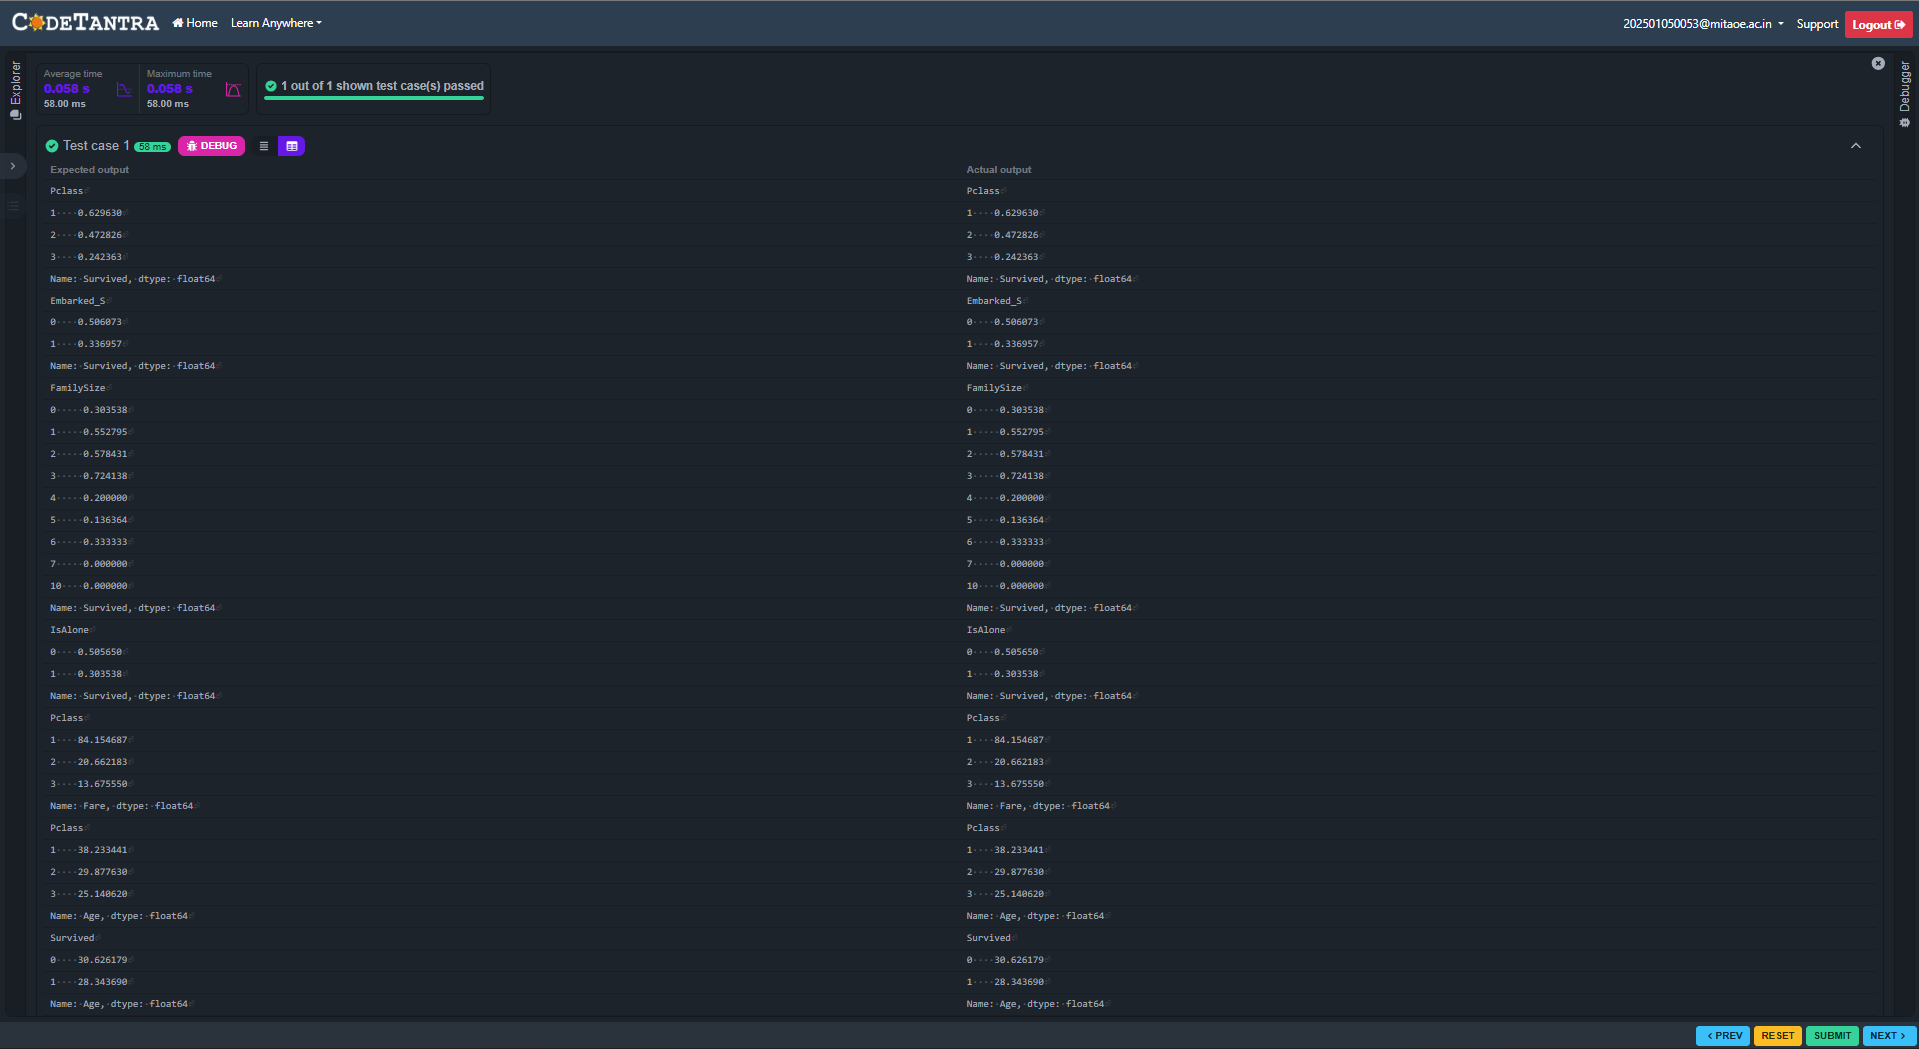 CODETANTRA Home Learn Anywhere 202501050053@mitaoe.ac.in Support Logout
Explorer
Debugger
Average time Maximum time
0.058 s 0.058 s
58.00 ms 58.00 ms
1 out of 1 shown test case(s) passed
Test case 1 58 ms DEBUG
Expected output Actual output
Pclass Pclass
1····0.629630 1····0.629630
2····0.472826 2····0.472826
3····0.242363 3····0.242363
Name:·Survived,·dtype:·float64 Name:·Survived,·dtype:·float64
Embarked_S Embarked_S
0····0.506073 0····0.506073
1····0.336957 1····0.336957
Name:·Survived,·dtype:·float64 Name:·Survived,·dtype:·float64
FamilySize FamilySize
0·····0.303538 0·····0.303538
1·····0.552795 1·····0.552795
2·····0.578431 2·····0.578431
3·····0.724138 3·····0.724138
4·····0.200000 4·····0.200000
5·····0.136364 5·····0.136364
6·····0.333333 6·····0.333333
7·····0.000000 7·····0.000000
10····0.000000 10····0.000000
Name:·Survived,·dtype:·float64 Name:·Survived,·dtype:·float64
IsAlone IsAlone
0····0.505650 0····0.505650
1····0.303538 1····0.303538
Name:·Survived,·dtype:·float64 Name:·Survived,·dtype:·float64
Pclass Pclass
1····84.154687 1····84.154687
2····20.662183 2····20.662183
3····13.675550 3····13.675550
Name:·Fare,·dtype:·float64 Name:·Fare,·dtype:·float64
Pclass Pclass
1····38.233441 1····38.233441
2····29.877630 2····29.877630
3····25.140620 3····25.140620
Name:·Age,·dtype:·float64 Name:·Age,·dtype:·float64
Survived Survived
0····30.626179 0····30.626179
1····28.343690 1····28.343690
Name:·Age,·dtype:·float64 Name:·Age,·dtype:·float64
PREV RESET SUBMIT NEXT